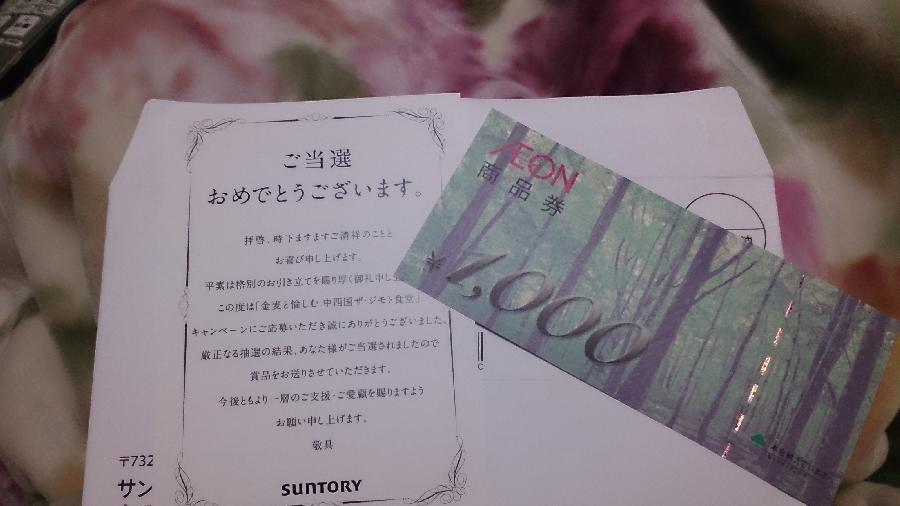 ご当選
おめでとうございます。
拝啓、時下ますますご清祥のことと
お喜び申し上げます。
平素は格別のお引き立てを賜り厚く御礼申し上
この度は「金麦と愉しむ 中四国ザ・ジモト食堂」
キャンペーンにご応募いただき誠にありがとうございました。
厳正なる抽選の結果、あなた様がご当選されましたので
賞品をお送りさせていただきます。
今後ともより一層のご支援・ご愛顧を賜りますよう
お願い申し上げます。
敬具
SUNTORY
〒732
サン
ÆON
商品券
¥1,000